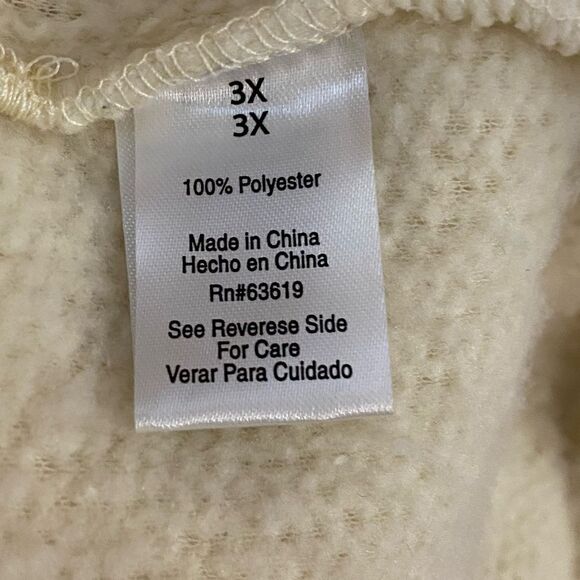 3X
3X
100% Polyester
Made in China
Hecho en China
Rn#63619
See Reverese Side
For Care
Verar Para Cuidado